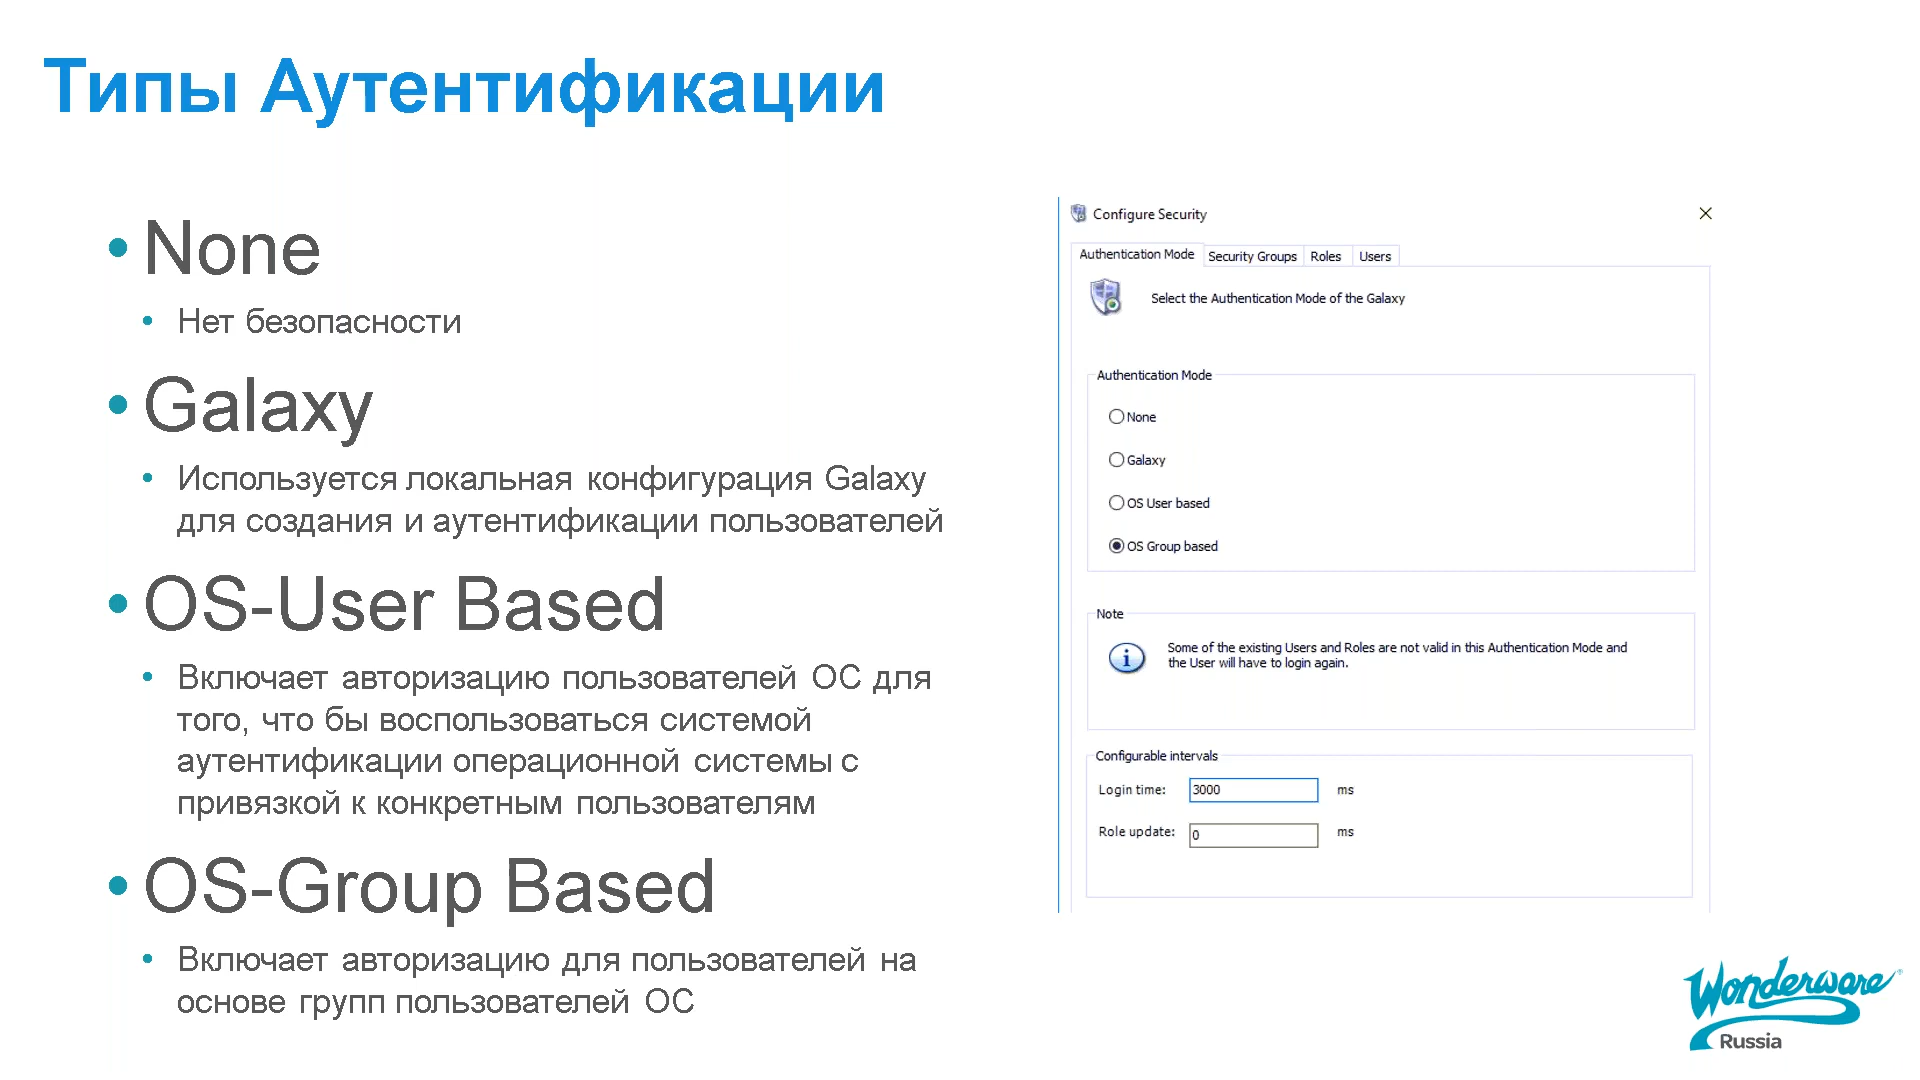 Типы Аутентификации
• None
• Нет безопасности
• Galaxy
• Используется локальная конфигурация Galaxy
для создания и аутентификации пользователей
• OS-User Based
• Включает авторизацию пользователей ОС для
того, что бы воспользоваться системой
аутентификации операционной системы с
привязкой к конкретным пользователям
• OS-Group Based
• Включает авторизацию для пользователей на
основе групп пользователей ОС
Configure Security
Authentication Mode Security Groups Roles Users
Select the Authentication Mode of the Galaxy
Authentication Mode
None
Galaxy
OS User based
OS Group based
Note
Some of the existing Users and Roles are not valid in this Authentication Mode and
the User will have to login again.
Configurable intervals
Login time: 3000 ms
Role update: 0 ms
Wonderware®
Russia